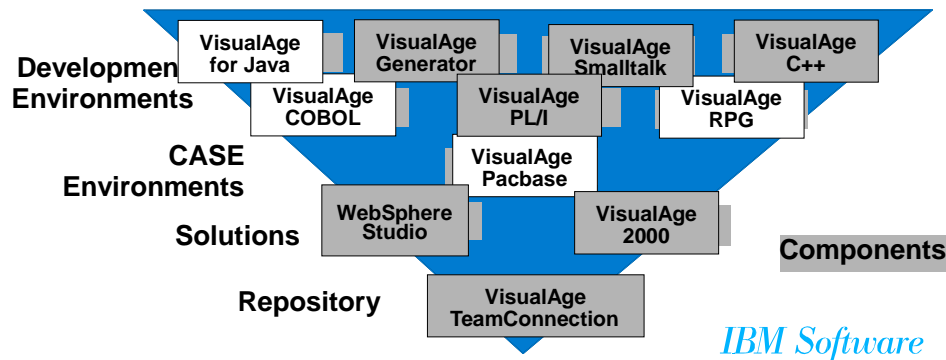 VisualAge
for Java
VisualAge
Generator
VisualAge
Smalltalk
VisualAge
C++
Developmen
Environments
VisualAge
COBOL
VisualAge
PL/I
VisualAge
RPG
CASE
Environments
VisualAge
Pacbase
Solutions
WebSphere
Studio
VisualAge
2000
Components
Repository
VisualAge
TeamConnection
IBM Software